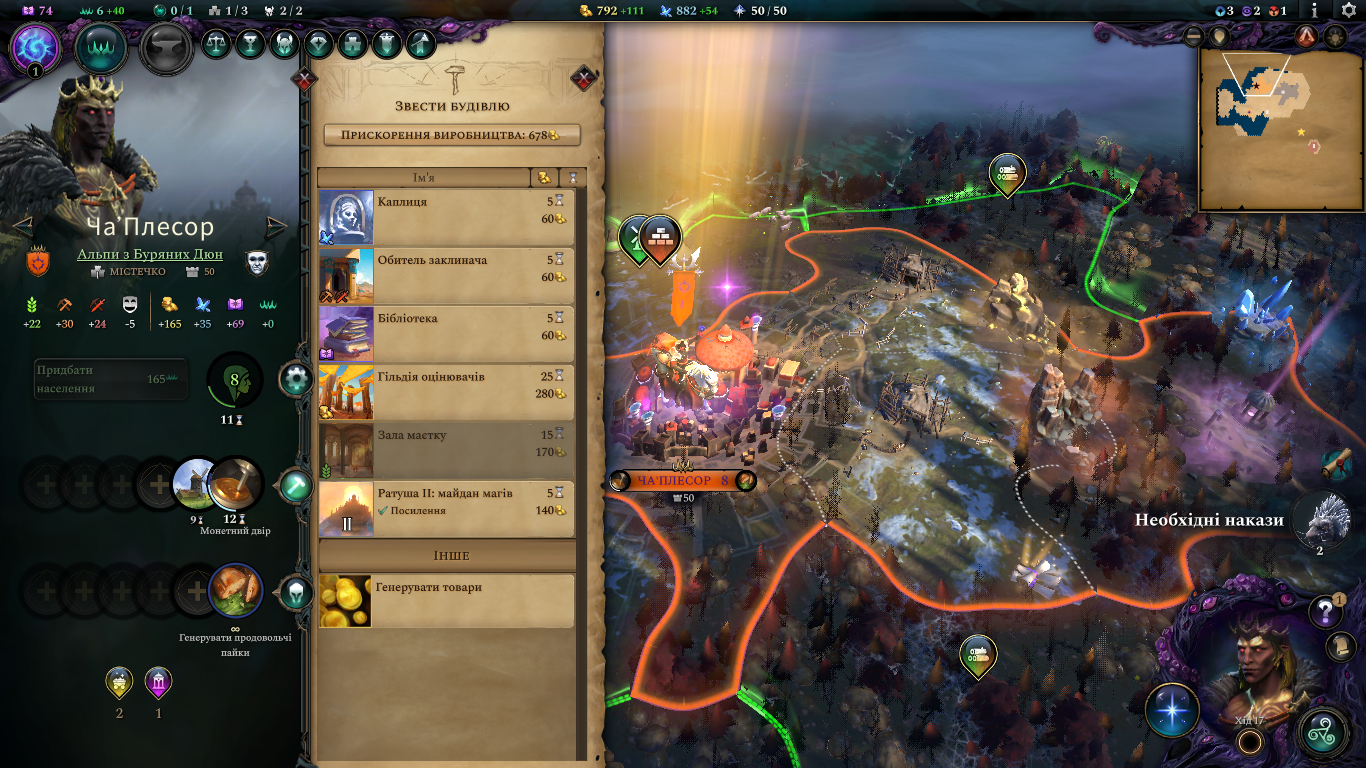 74
6 +40
0 / 1
1 / 3
2 / 2
792 +111
882 +54
50 / 50
3
2
1
1
Ча'Плесор
Альпи з Буряних Дюн
МІСТЕЧКО 50
+22
+30
+24
-5
+165
+35
+69
+0
Придбати
населення
165
8
11
9
12
Монетний двір
∞
Генерувати продовольчі
пайки
2
1
Звести будівлю
ПРИСКОРЕННЯ ВИРОБНИЦТВА: 678
Ім'я
Каплиця
5
60
Обитель заклинача
5
60
Бібліотека
5
60
Гільдія оцінювачів
25
280
Зала маєтку
15
170
Ратуша II: майдан магів
5
Посилення
140
II
Інше
Генерувати товари
ЧА'ПЛЕСОР 8
50
Необхідні накази
2
1
Хід 17